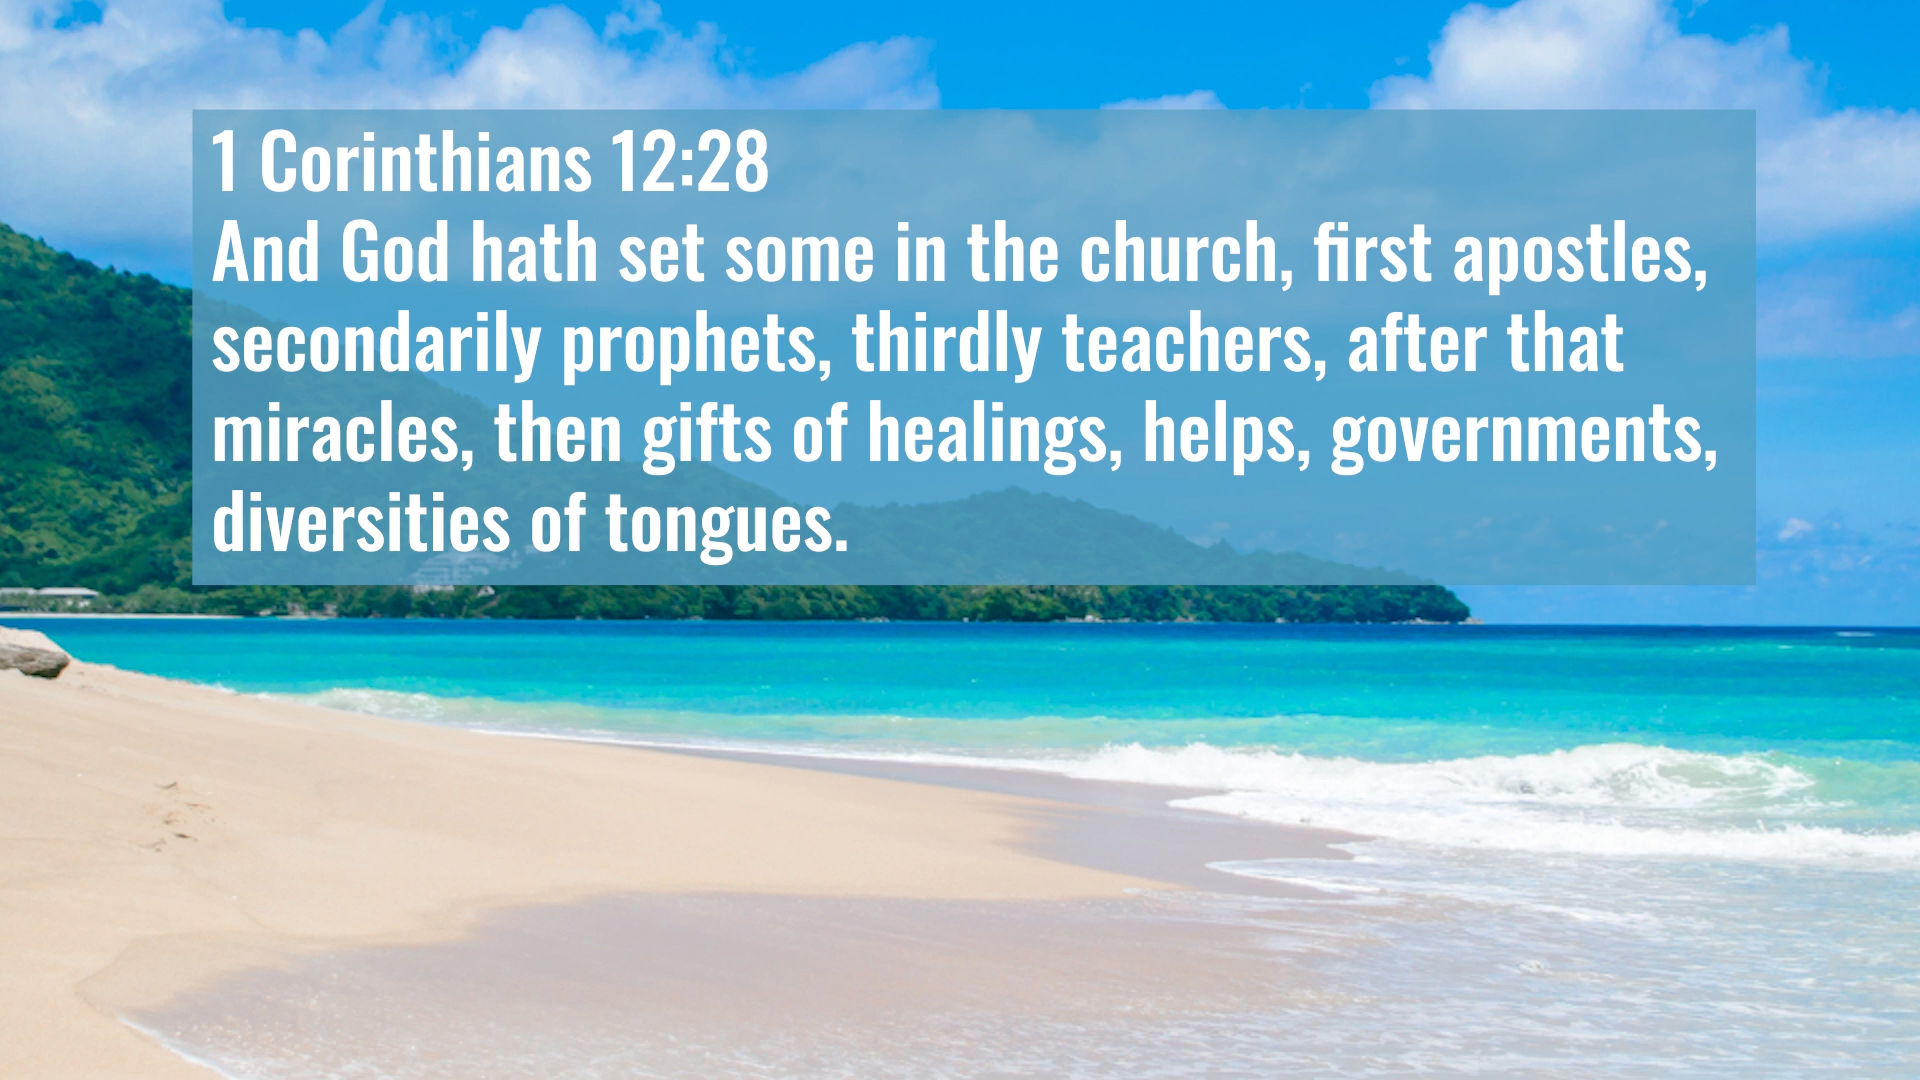 1 Corinthians 12:28
And God hath set some in the church, first apostles,
secondarily prophets, thirdly teachers, after that
miracles, then gifts of healings, helps, governments,
diversities of tongues.